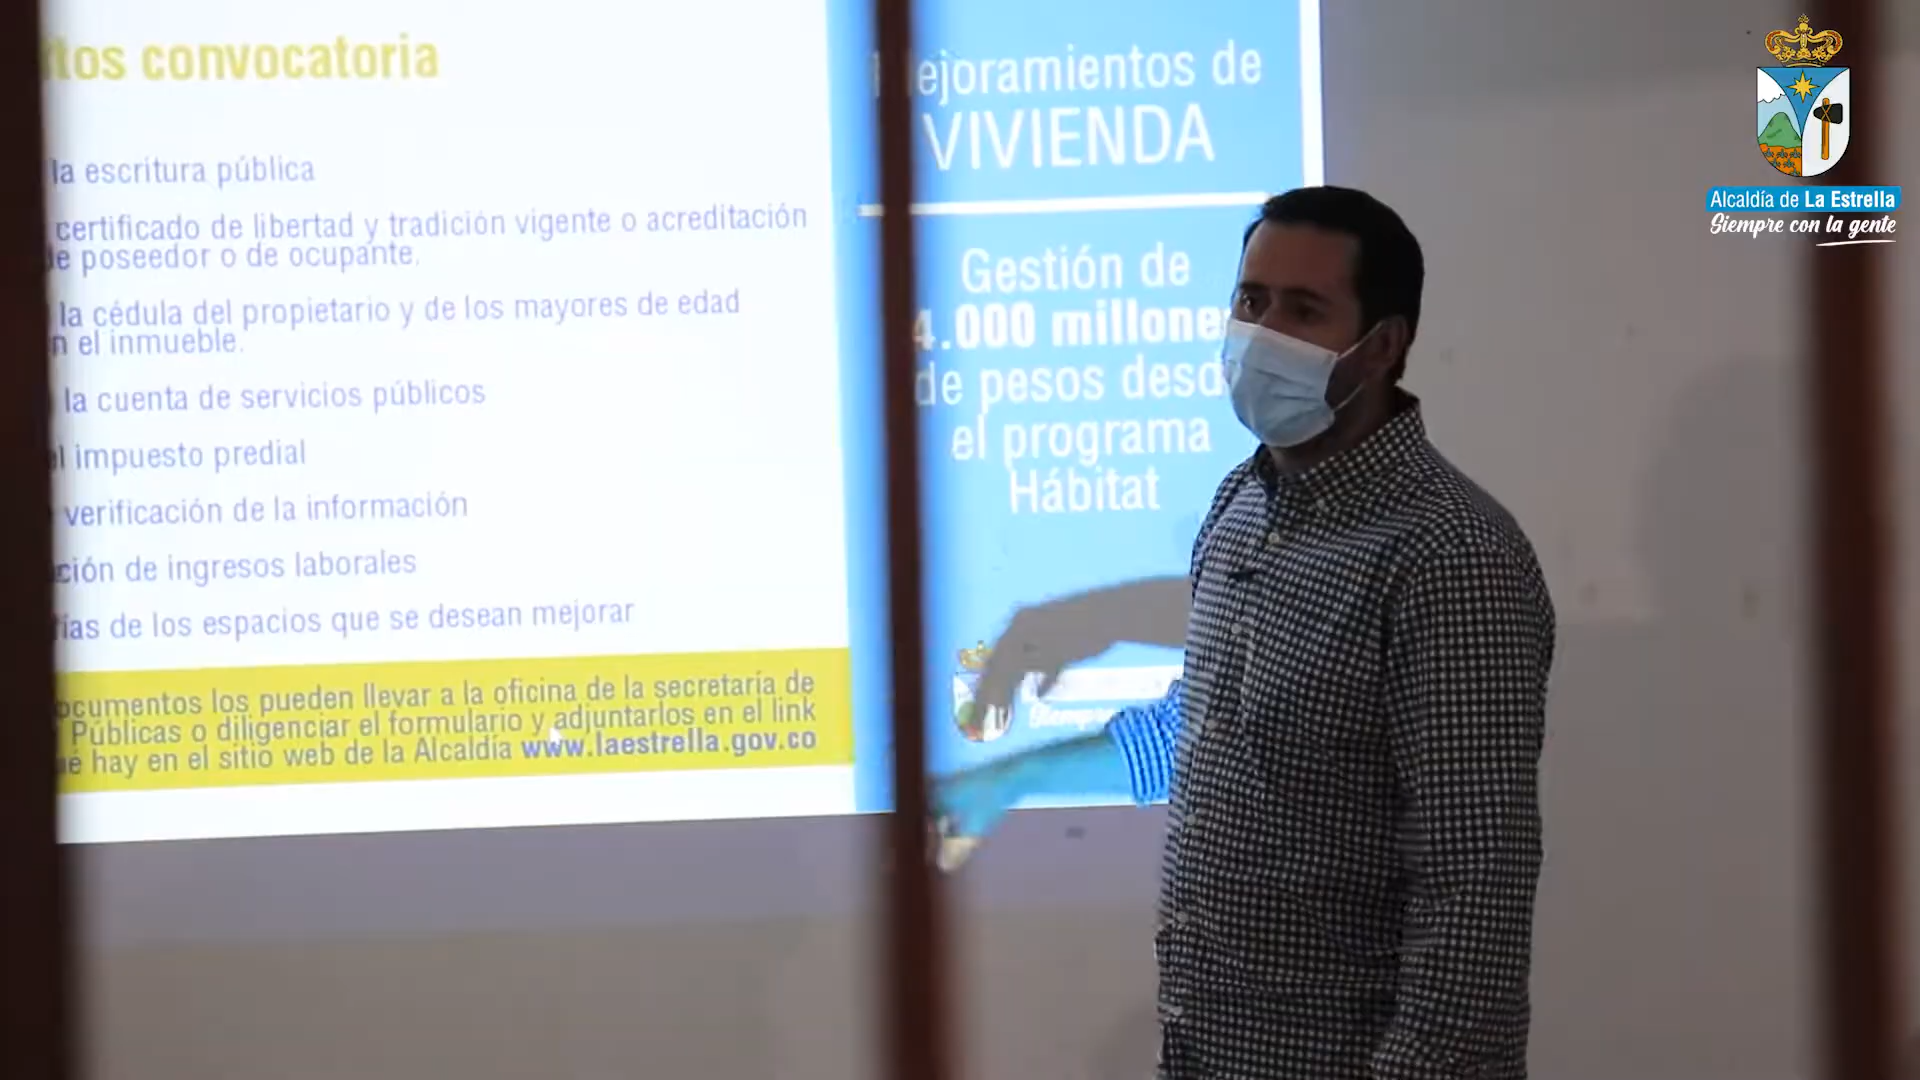 tos convocatoria
la escritura pública
certificado de libertad y tradición vigente o acreditación
de poseedor o de ocupante.
la cédula del propietario y de los mayores de edad
n el inmueble.
la cuenta de servicios públicos
el impuesto predial
verificación de la información
ción de ingresos laborales
fías de los espacios que se desean mejorar
ocumentos los pueden llevar a la oficina de la secretaría de
Públicas o diligenciar el formulario y adjuntarlos en el link
ué hay en el sitio web de la Alcaldía www.laestrella.gov.co
ejoramientos de
VIVIENDA
Gestión de
4.000 millone
de pesos desd
el programa
Hábitat
Siempre
Alcaldía de La Estrella
Siempre con la gente